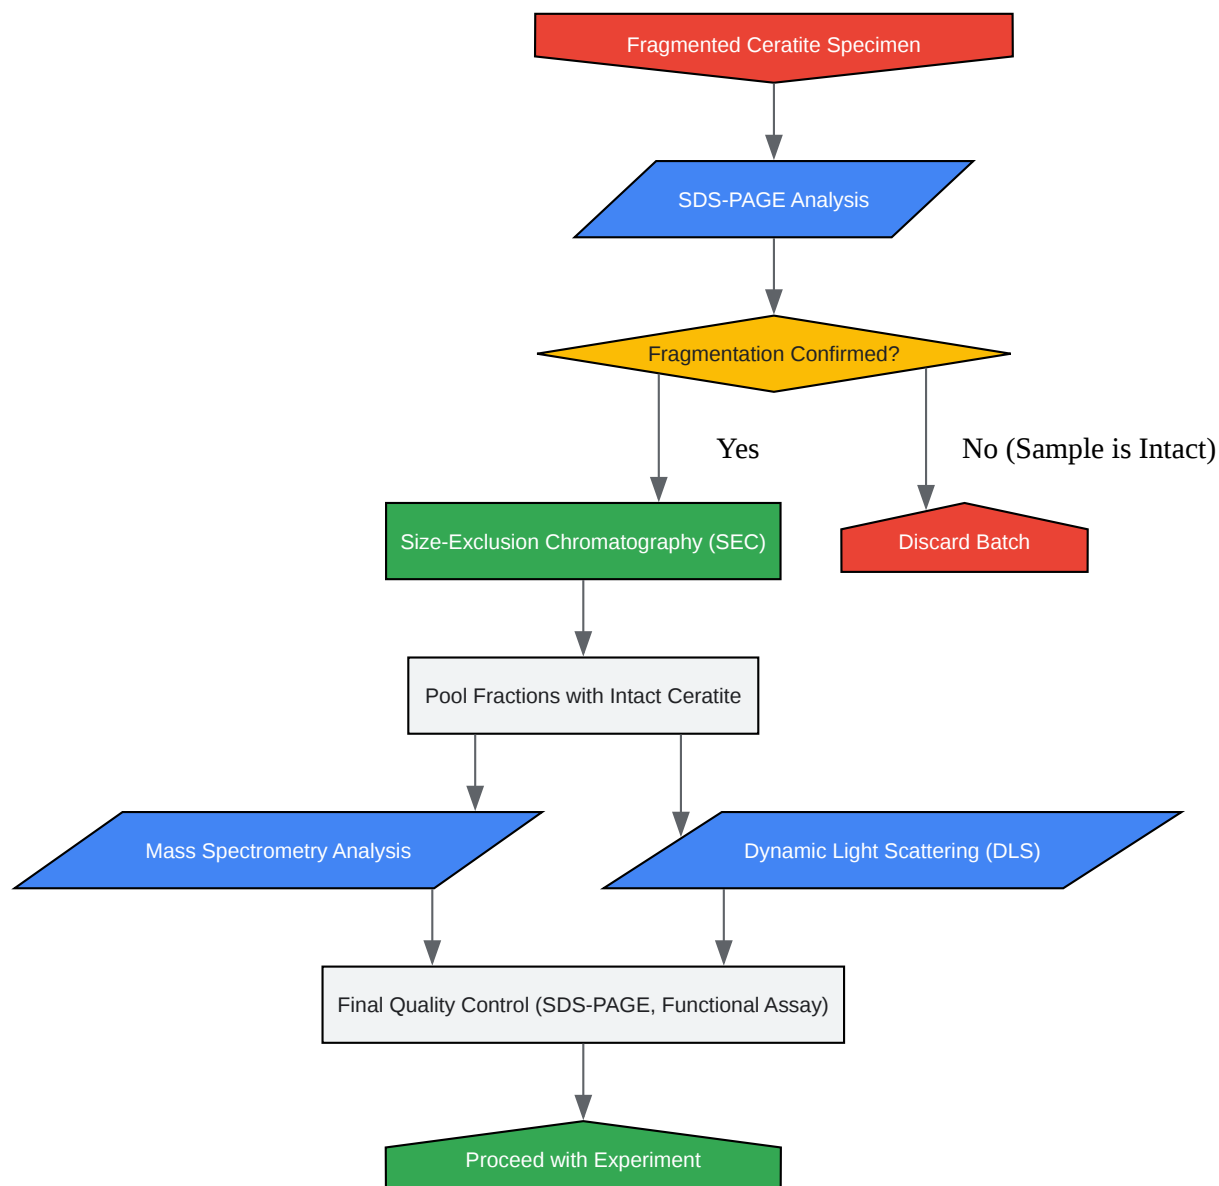 Fragmented Ceratite Specimen
SDS-PAGE Analysis
Fragmentation Confirmed?
Yes
No (Sample is Intact)
Size-Exclusion Chromatography (SEC)
Discard Batch
Pool Fractions with Intact Ceratite
Mass Spectrometry Analysis
Dynamic Light Scattering (DLS)
Final Quality Control (SDS-PAGE, Functional Assay)
Proceed with Experiment